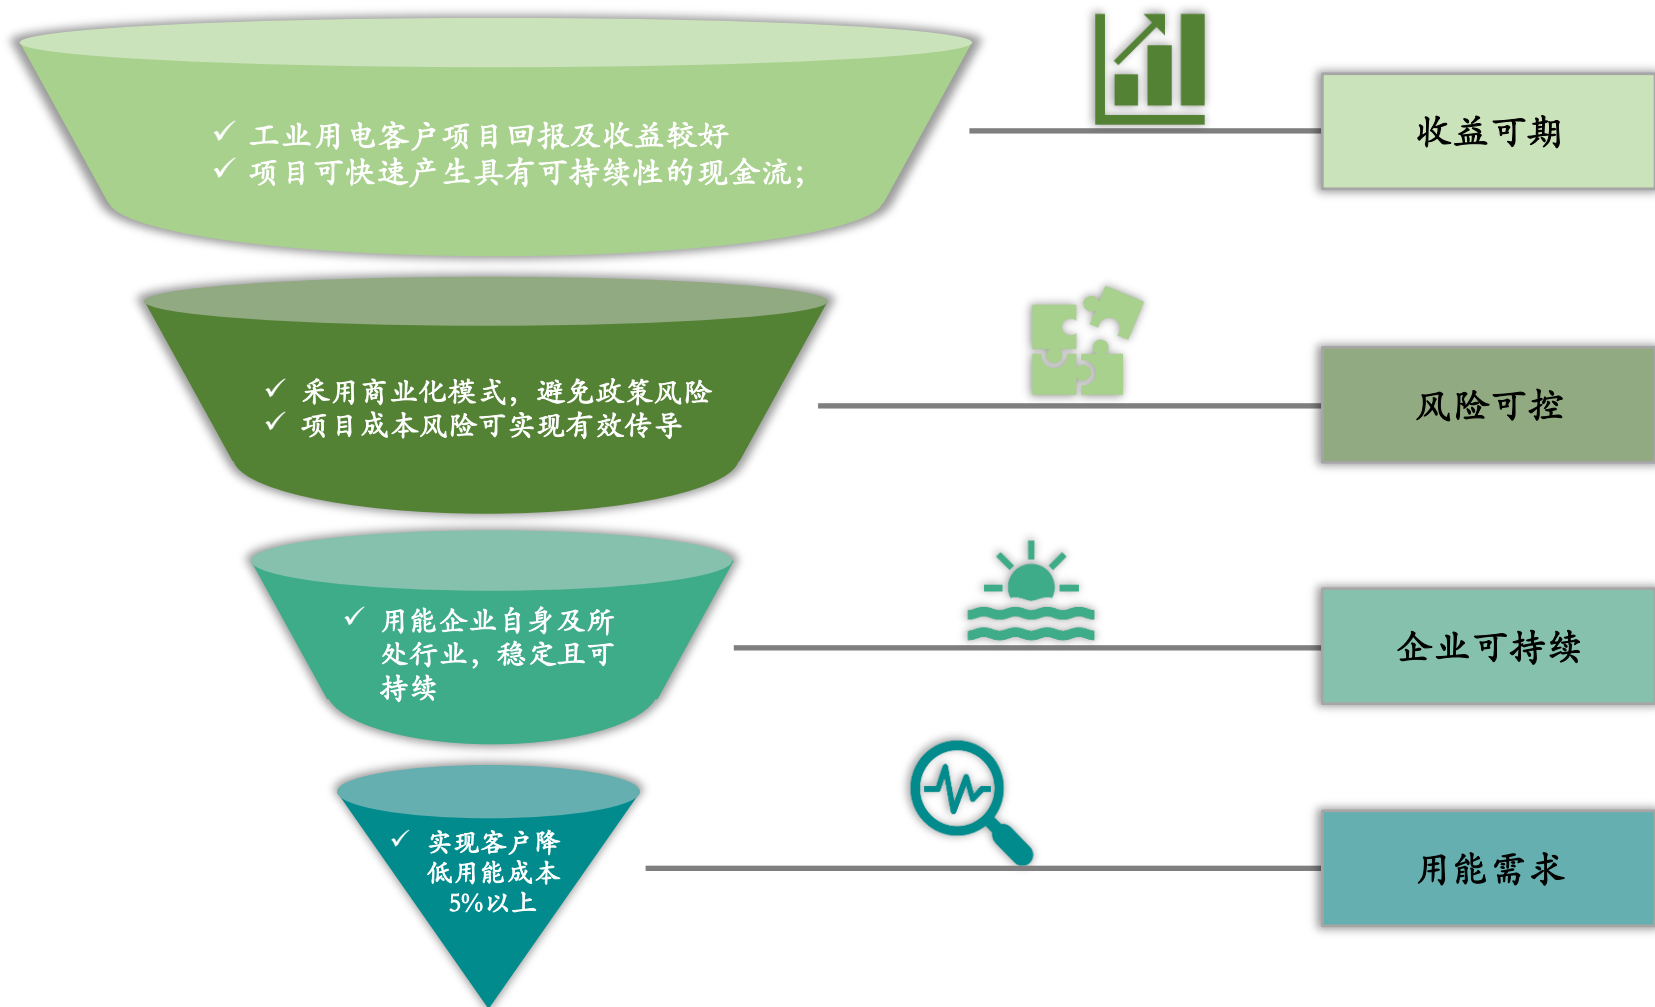 ✓ 工业用电客户项目回报及收益较好
✓ 项目可快速产生具有可持续性的现金流；
收益可期
✓ 采用商业化模式，避免政策风险
✓ 项目成本风险可实现有效传导
风险可控
✓ 用能企业自身及所
处行业，稳定且可
持续
企业可持续
✓ 实现客户降
低用能成本
5%以上
用能需求